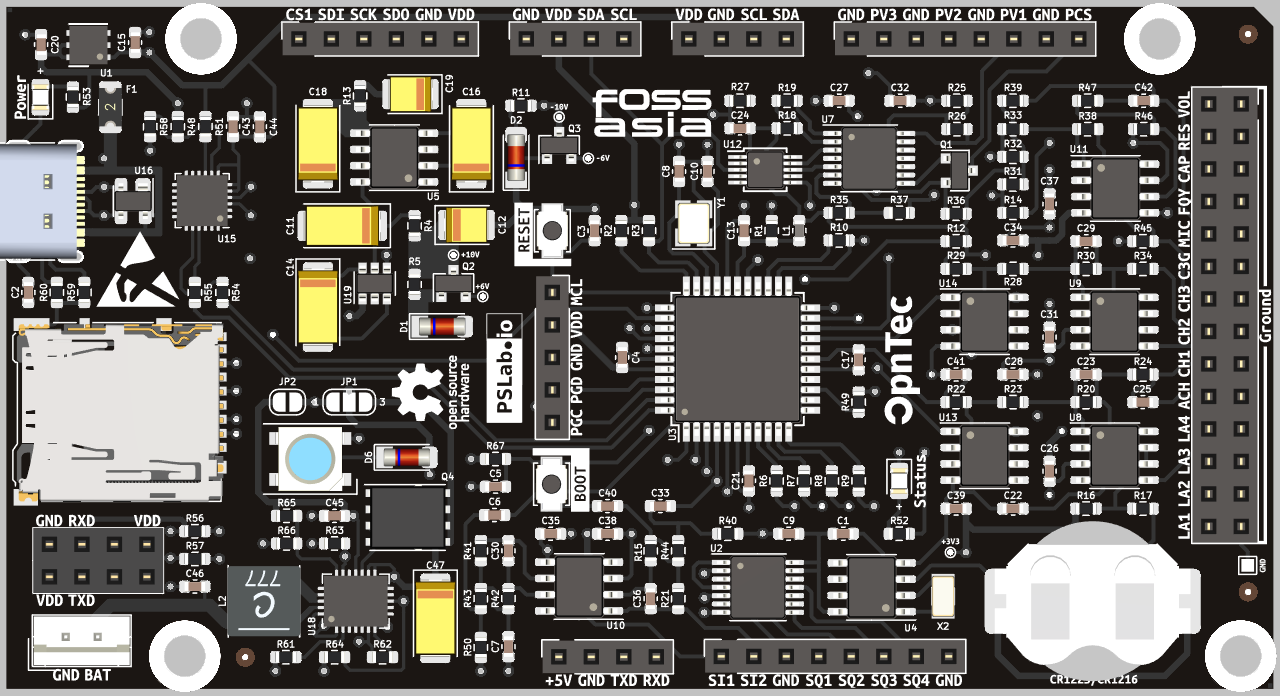 CS1 SDI SCK SDO GND VDD
GND VDD SDA SCL
VDD GND SCL SDA
GND PV3 GND PV2 GND PV1 GND PCS
C20
C15
U1
Power
+
R53
F1
2
R58
R48
R51
C43
C44
C18
R13
C19
C16
U5
R11
D2
-10V
Q3
-6V
foss
asia
R27
R19
C24
R18
C27
C32
U7
U12
R25
R26
R33
R38
R47
C42
R46
U11
Q1
R32
R31
R14
C37
R36
R12
C34
C29
R45
R29
R30
R34
R28
U16
U15
C11
R4
C12
+10V
R5
Q2
+6V
U19
C14
D1
RESET
C3
R2
R3
C8
C10
Y1
C13
R1
L1
R35
R37
R10
C2
R60
R59
R55
R54
MCL
VDD
GND
PGD
PGC
PSLab.io
C4
U3
C17
R49
OpnTec
U14
U9
C31
C41
C28
C23
R24
R22
R23
R20
C25
U13
U8
C26
C39
C22
R16
R17
VOL
RES
CAP
FQY
MIC
C3G
CH3
CH2
CH1
ACH
LA4
LA3
LA2
LA1
Ground
JP2
JP1
1
3
open source
hardware
D6
Q4
R67
C5
C6
BOOT
C40
C33
C21
R6
R7
R8
R9
Status
+
R65
C45
R66
R63
GND RXD VDD
VDD TXD
R56
R57
C46
L2
C
777
U18
C47
R61
R64
R62
R41
C30
R43
R42
R50
C7
C35
C38
U10
R15
R44
C36
R21
R40
C9
C1
R52
U2
U4
X2
+3V3
GND
GND BAT
+5V GND TXD RXD
SI1 SI2 GND SQ1 SQ2 SQ3 SQ4 GND
CR1225/CR1216